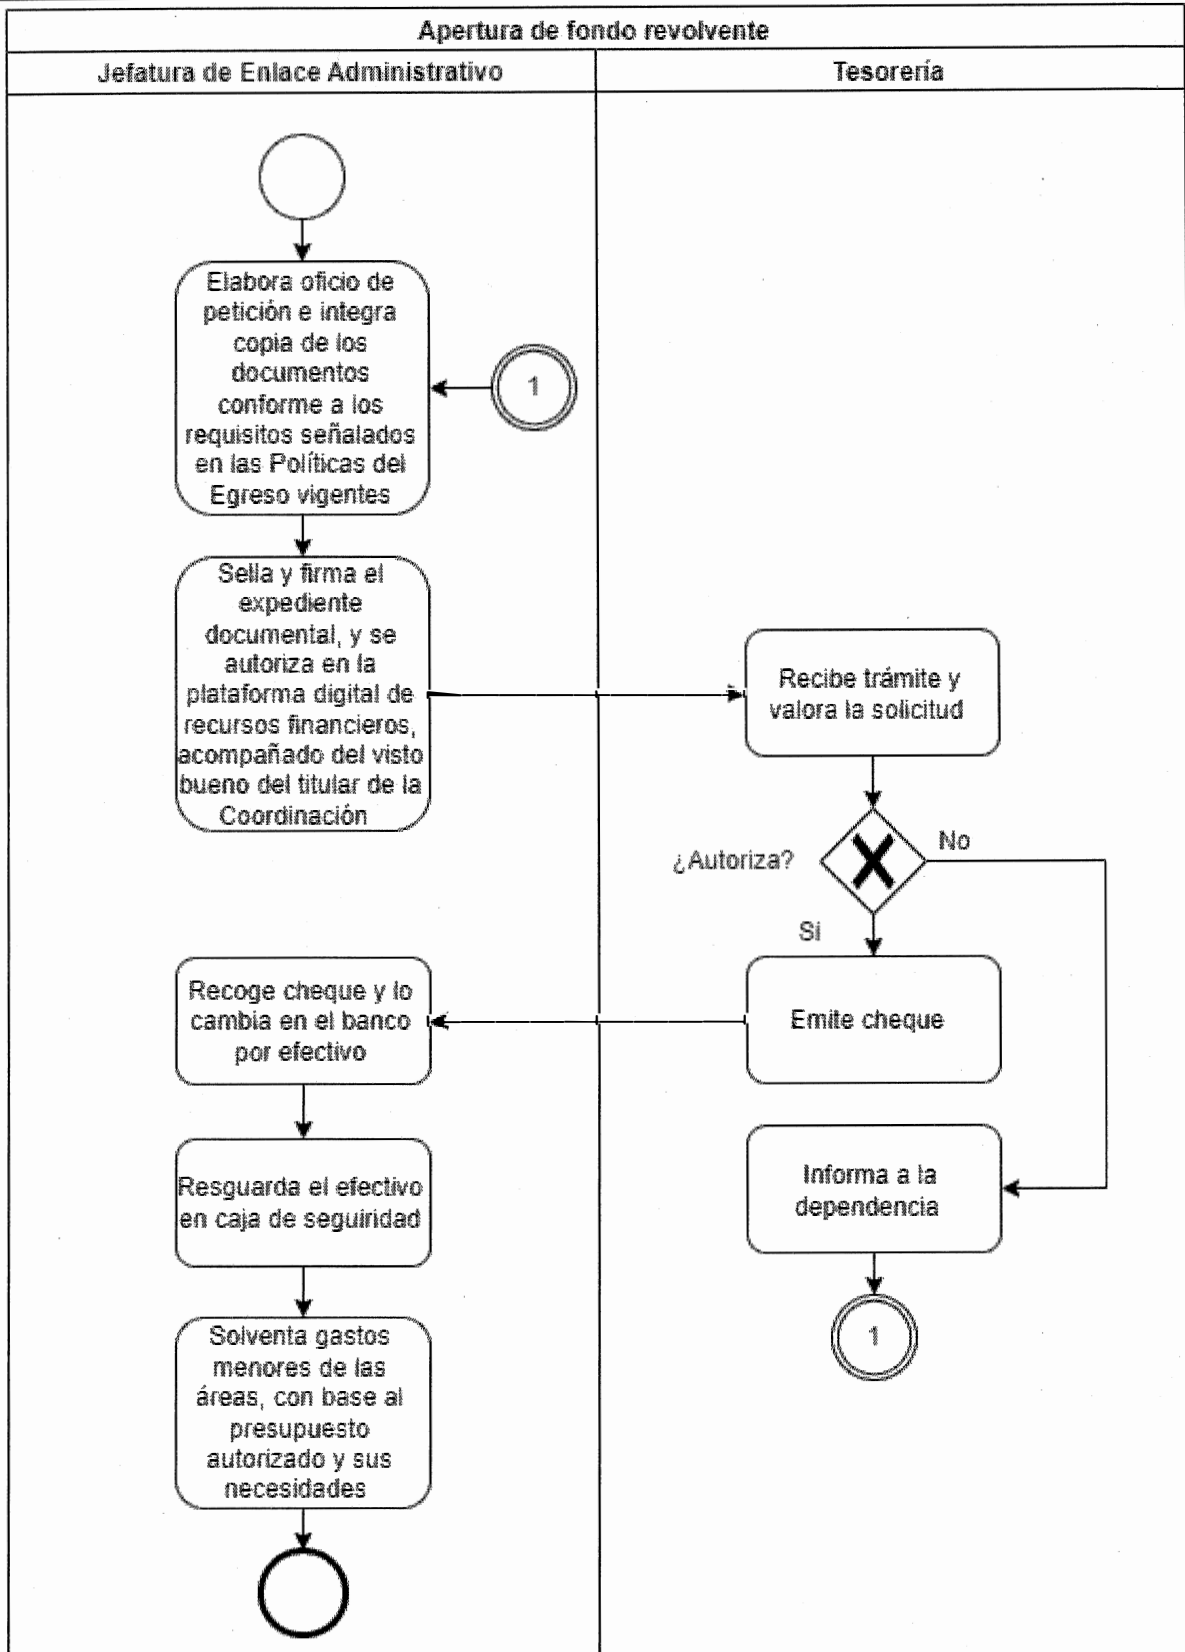 Apertura de fondo revolvente
Jefatura de Enlace Administrativo
Tesorería
Elabora oficio de
petición e integra
copia de los
documentos
conforme a los
requisitos señalados
en las Políticas del
Egreso vigentes
1
Sella y firma el
expediente
documental, y se
autoriza en la
plataforma digital de
recursos financieros,
acompañado del visto
bueno del titular de la
Coordinación
Recibe trámite y
valora la solicitud
¿Autoriza?
No
Si
Emite cheque
Recoge cheque y lo
cambia en el banco
por efectivo
Informa a la
dependencia
1
Resguarda el efectivo
en caja de seguiridad
Solventa gastos
menores de las
áreas, con base al
presupuesto
autorizado y sus
necesidades